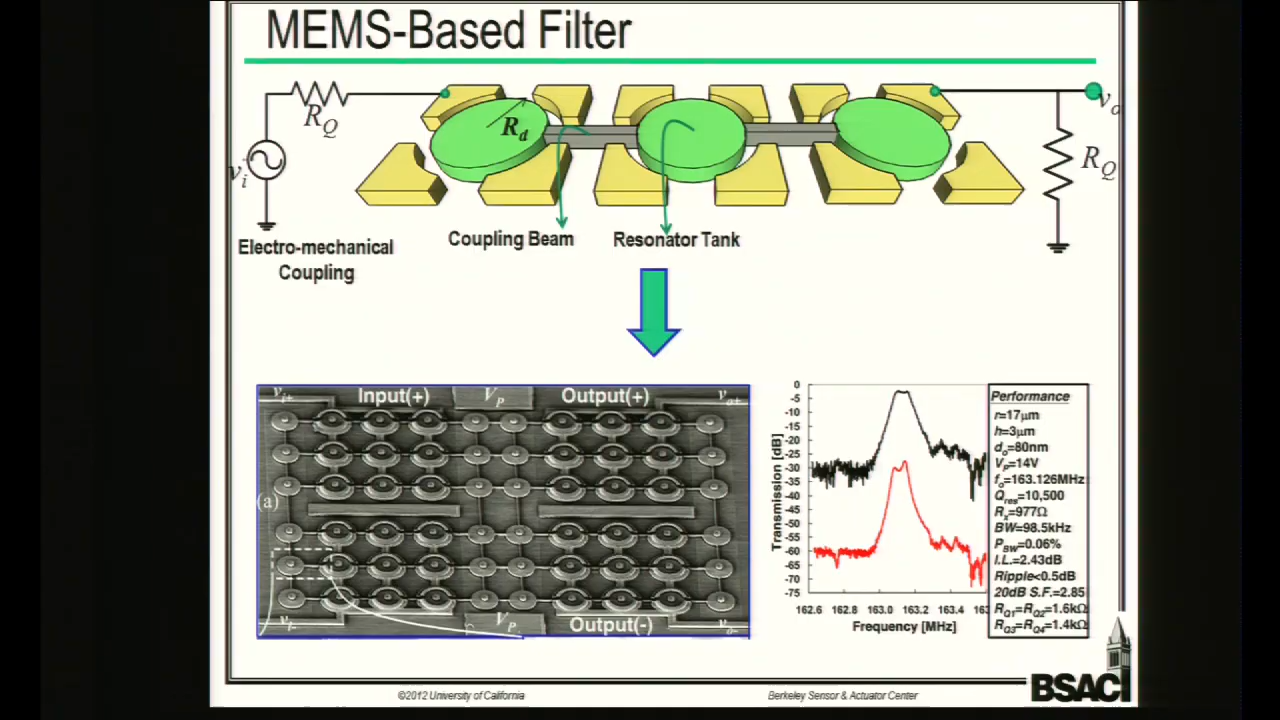 MEMS-Based Filter
R_Q
R_d
v_i
v_o
R_Q
Electro-mechanical
Coupling
Coupling Beam
Resonator Tank
v_i+
Input(+)
V_P
Output(+)
v_o+
(a)
v_i-
V_P
Output(-)
v_o-
Transmission [dB]
0
-5
-10
-15
-20
-25
-30
-35
-40
-45
-50
-55
-60
-65
-70
-75
162.6 162.8 163.0 163.2 163.4
Frequency [MHz]
Performance
r=17μm
h=3μm
d_o=80nm
V_P=14V
f_o=163.126MHz
Q_res=10,500
R_x=977Ω
BW=98.5kHz
P_BW=0.06%
I.L.=2.43dB
Ripple<0.5dB
20dB S.F.=2.85
R_Q1=R_Q2=1.6kΩ
R_Q3=R_Q4=1.4kΩ
©2012 University of California
Berkeley Sensor & Actuator Center
BSAC